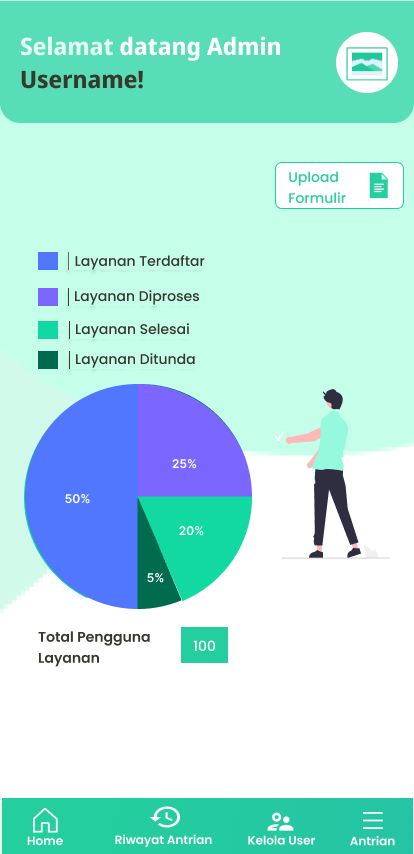 Selamat datang Admin
Username!
Upload
Formulir
Layanan Terdaftar
Layanan Diproses
Layanan Selesai
Layanan Ditunda
25%
50%
20%
5%
Total Pengguna
Layanan
100
Home
Riwayat Antrian
Kelola User
Antrian